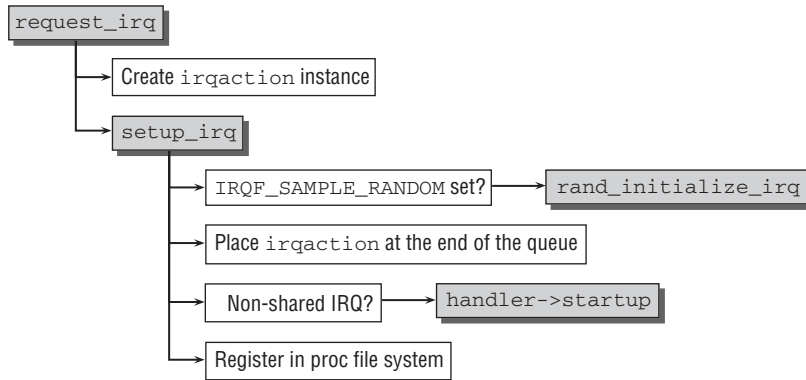 request_irq
Create irqaction instance
setup_irq
IRQF_SAMPLE_RANDOM set?
rand_initialize_irq
Place irqaction at the end of the queue
Non-shared IRQ?
handler->startup
Register in proc file system